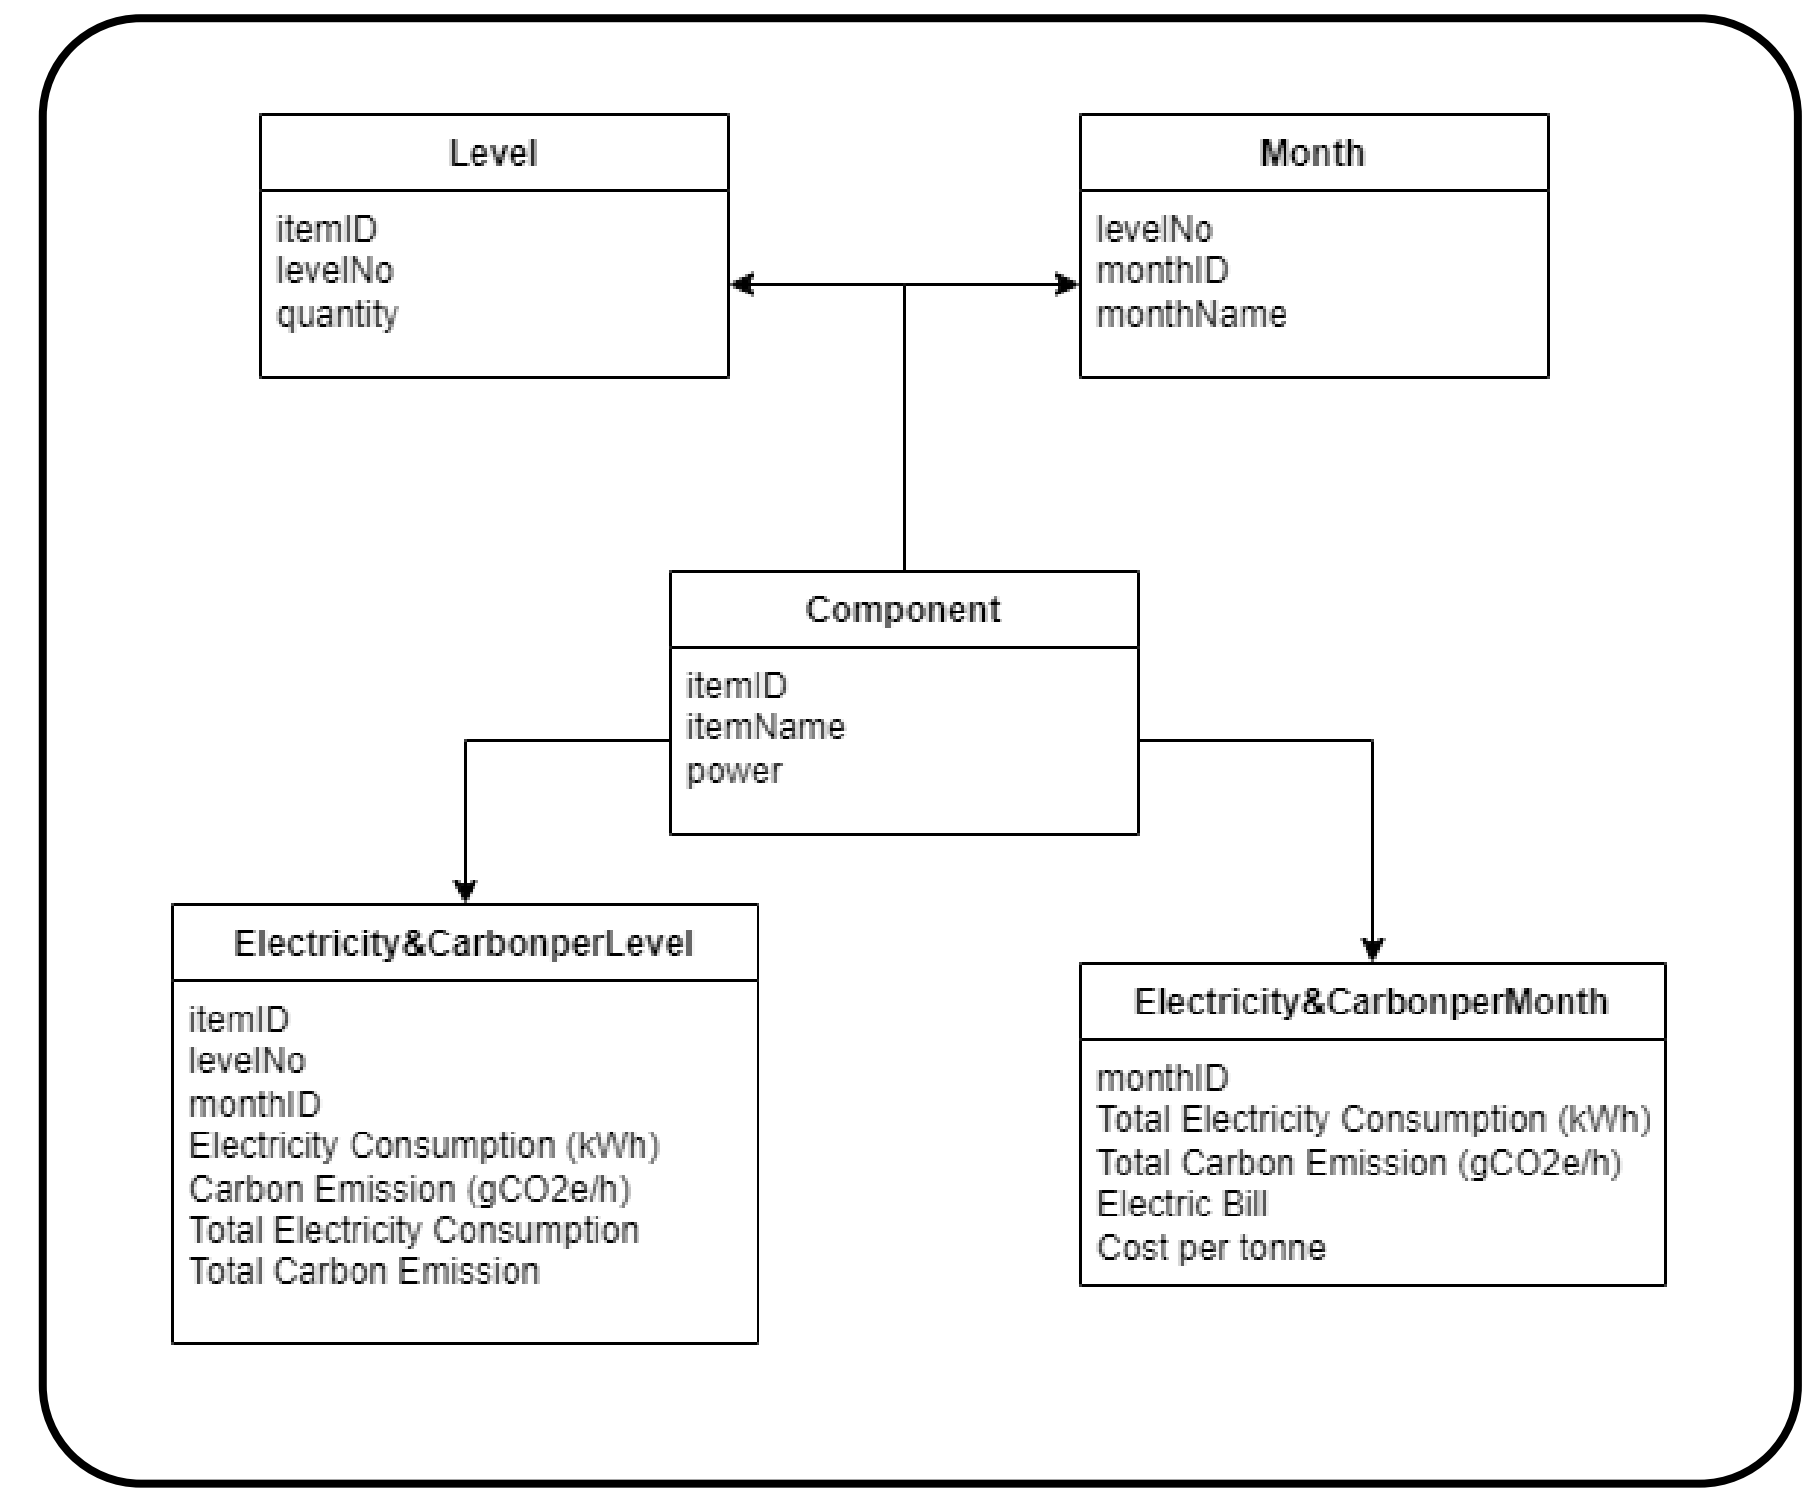 Level
itemID
levelNo
quantity
Month
levelNo
monthID
monthName
Component
itemID
itemName
power
Electricity&CarbonperLevel
itemID
levelNo
monthID
Electricity Consumption (kWh)
Carbon Emission (gCO2e/h)
Total Electricity Consumption
Total Carbon Emission
Electricity&CarbonperMonth
monthID
Total Electricity Consumption (kWh)
Total Carbon Emission (gCO2e/h)
Electric Bill
Cost per tonne